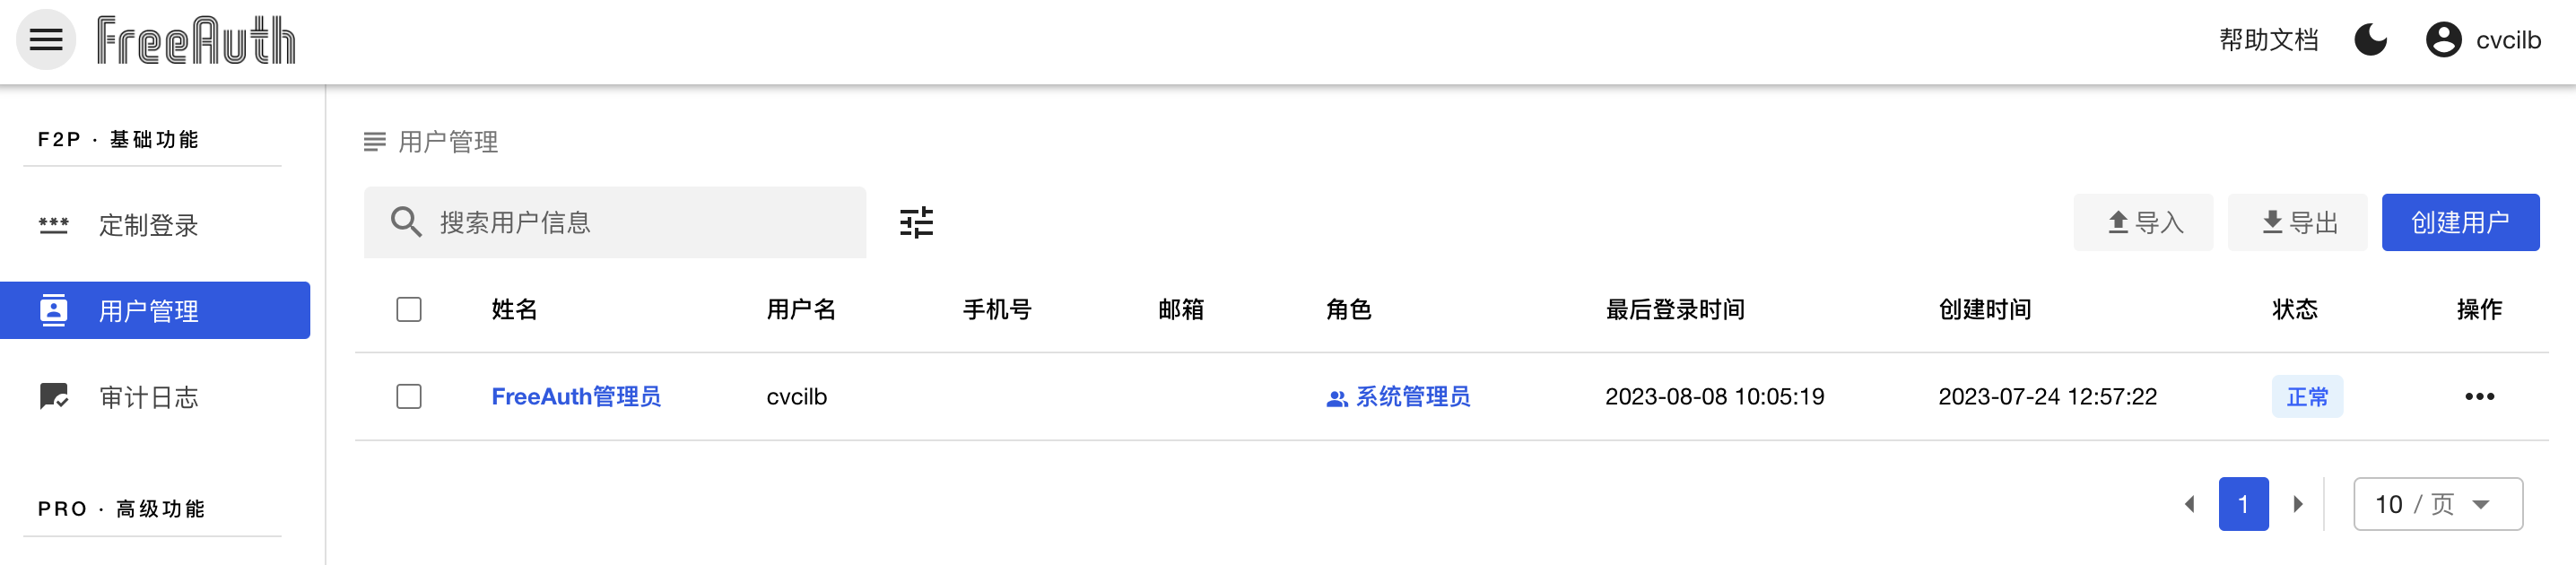 FreeAuth
帮助文档 cvcilb
F2P · 基础功能
定制登录
用户管理
审计日志
PRO · 高级功能
用户管理
搜索用户信息
导入 导出 创建用户
姓名 用户名 手机号 邮箱 角色 最后登录时间 创建时间 状态 操作
FreeAuth管理员 cvcilb 系统管理员 2023-08-08 10:05:19 2023-07-24 12:57:22 正常
1 10 / 页